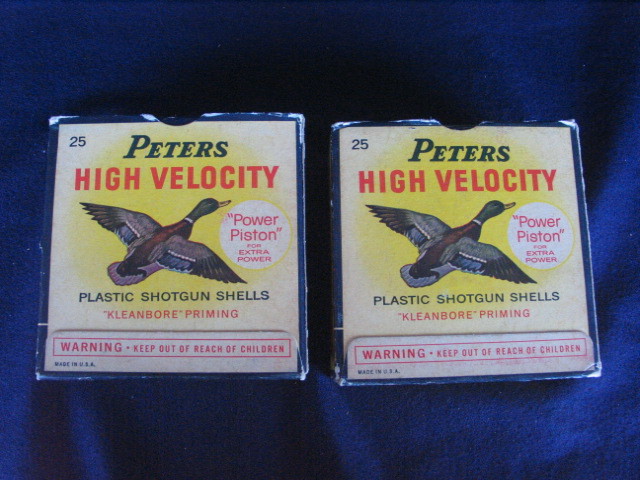 25
PETERS
HIGH VELOCITY
"Power
Piston"
FOR
EXTRA
POWER
PLASTIC SHOTGUN SHELLS
"KLEANBORE" PRIMING
WARNING • KEEP OUT OF REACH OF CHILDREN
MADE IN U.S.A.
25
PETERS
HIGH VELOCITY
"Power
Piston"
FOR
EXTRA
POWER
PLASTIC SHOTGUN SHELLS
"KLEANBORE" PRIMING
WARNING • KEEP OUT OF REACH OF CHILDREN
MADE IN U.S.A.